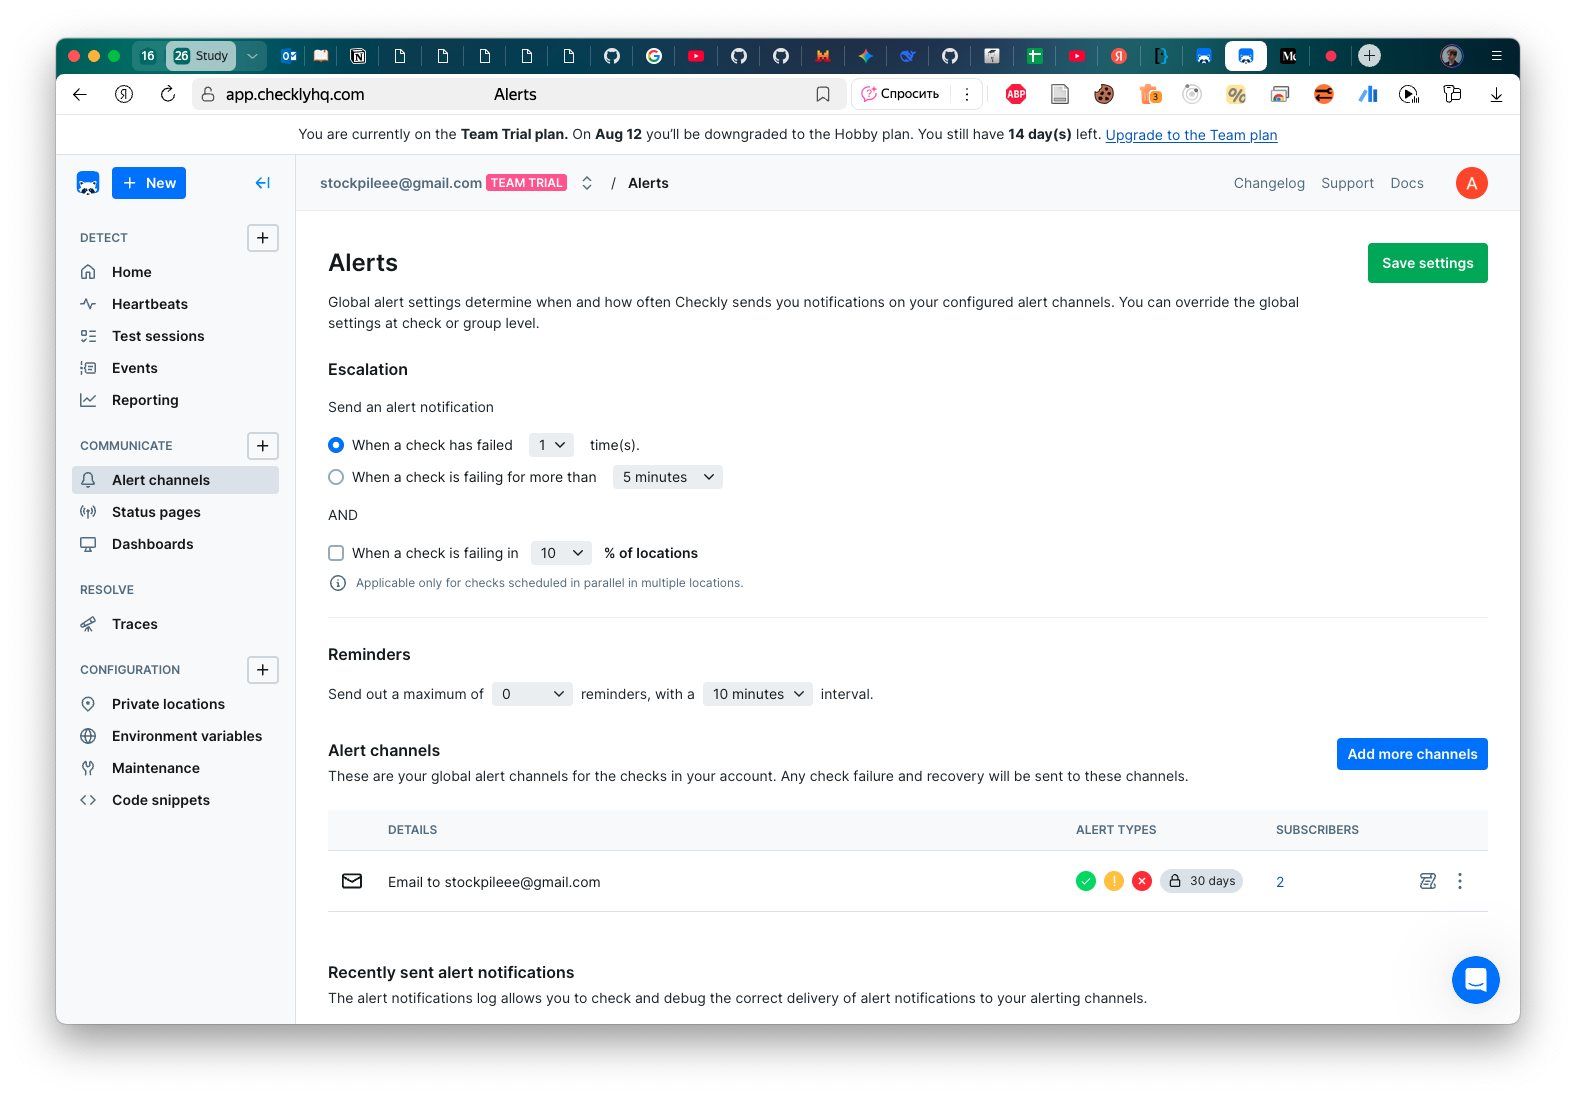 16 26 Study
app.checklyhq.com Alerts Спросить
You are currently on the Team Trial plan. On Aug 12 you'll be downgraded to the Hobby plan. You still have 14 day(s) left. Upgrade to the Team plan
New
stockpileee@gmail.com TEAM TRIAL / Alerts
Changelog Support Docs A
DETECT
Home
Heartbeats
Test sessions
Events
Reporting
COMMUNICATE
Alert channels
Status pages
Dashboards
RESOLVE
Traces
CONFIGURATION
Private locations
Environment variables
Maintenance
Code snippets
Alerts
Save settings
Global alert settings determine when and how often Checkly sends you notifications on your configured alert channels. You can override the global
settings at check or group level.
Escalation
Send an alert notification
When a check has failed 1 time(s).
When a check is failing for more than 5 minutes
AND
When a check is failing in 10 % of locations
Applicable only for checks scheduled in parallel in multiple locations.
Reminders
Send out a maximum of 0 reminders, with a 10 minutes interval.
Alert channels
Add more channels
These are your global alert channels for the checks in your account. Any check failure and recovery will be sent to these channels.
DETAILS ALERT TYPES SUBSCRIBERS
Email to stockpileee@gmail.com 30 days 2
Recently sent alert notifications
The alert notifications log allows you to check and debug the correct delivery of alert notifications to your alerting channels.